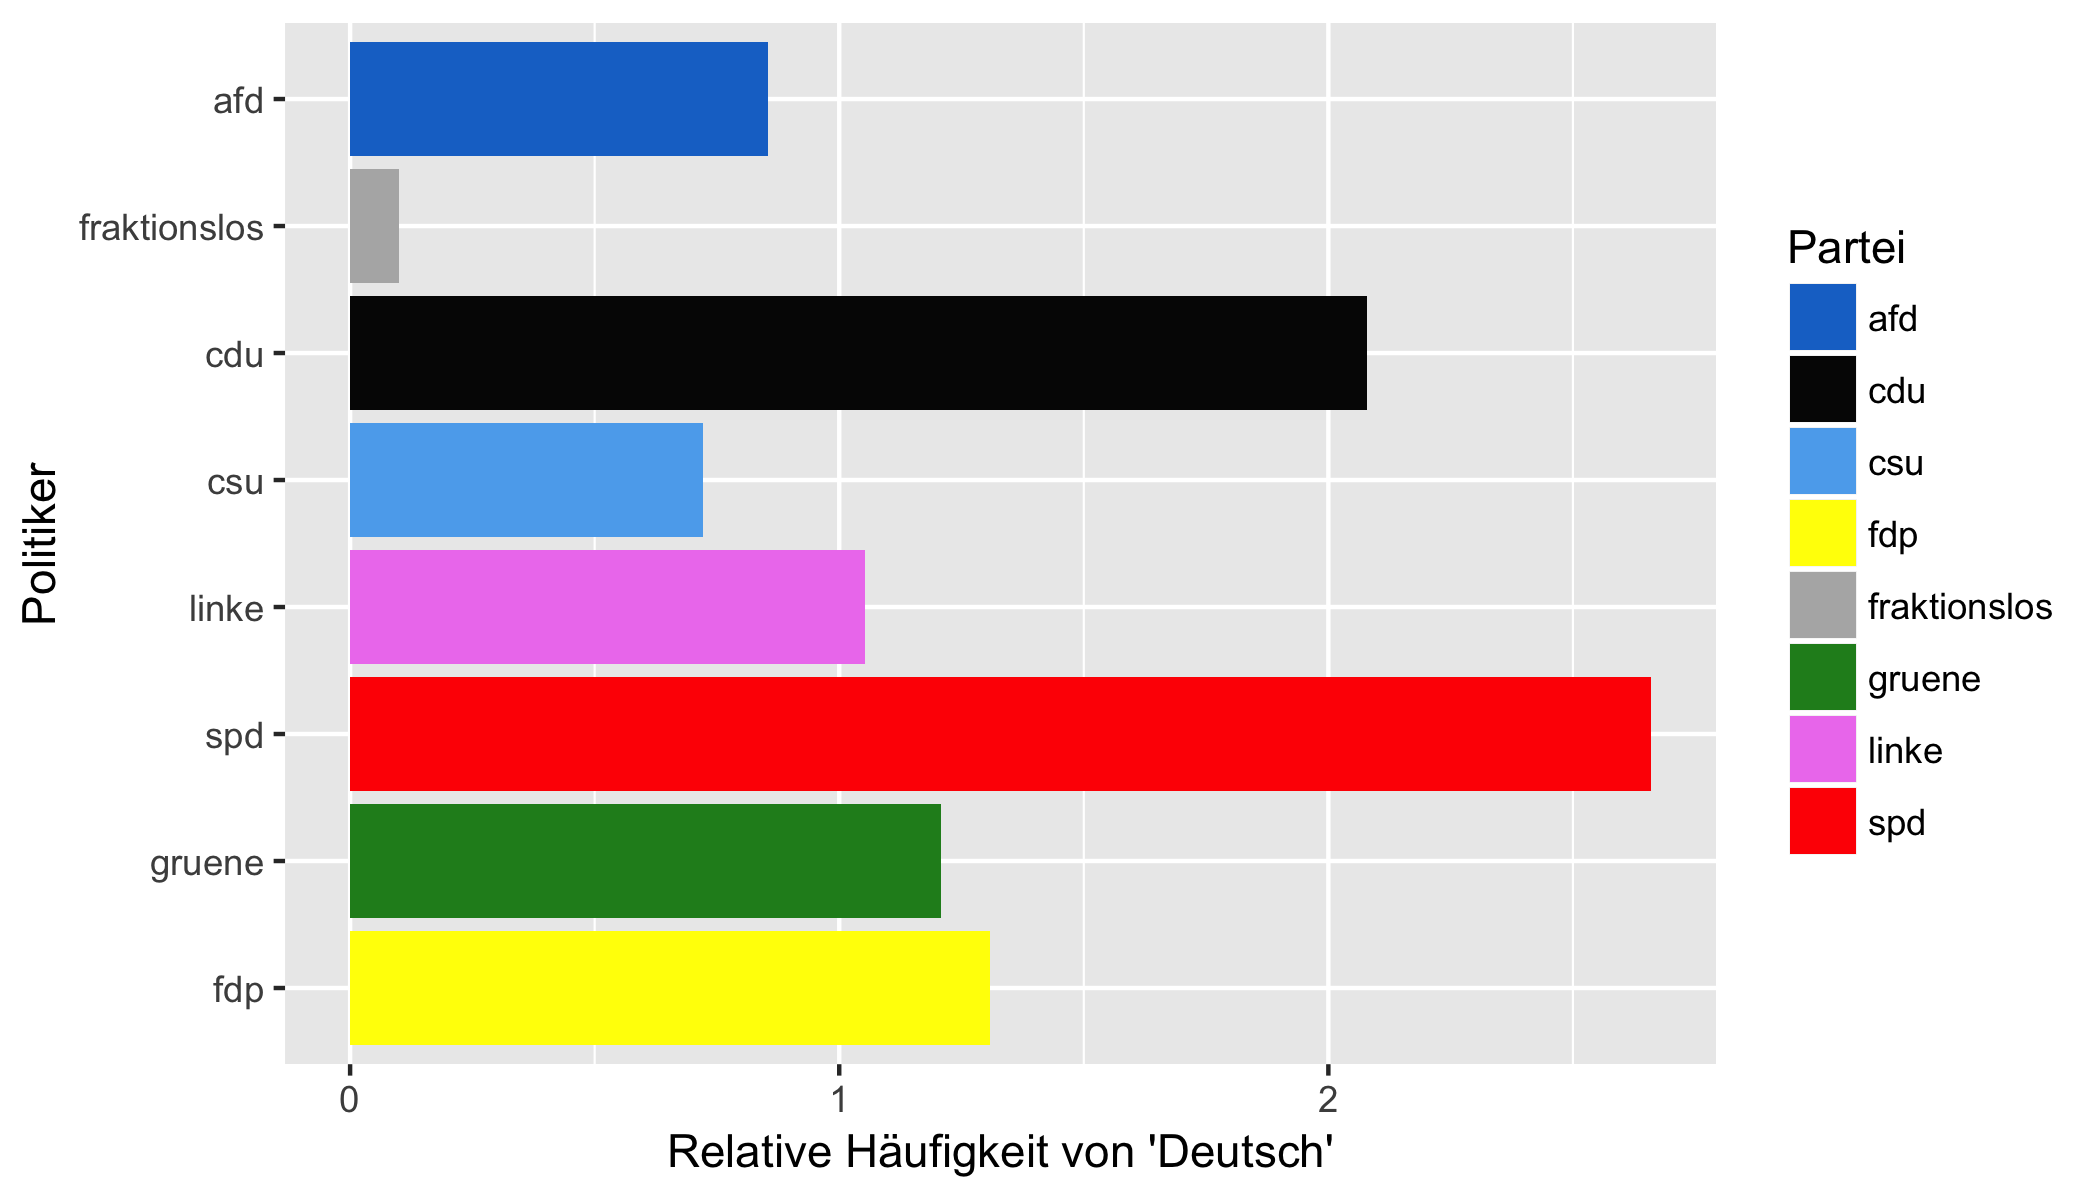 Politiker
afd
fraktionslos
cdu
csu
linke
spd
gruene
fdp
0 1 2
Relative Häufigkeit von 'Deutsch'
Partei
afd
cdu
csu
fdp
fraktionslos
gruene
linke
spd